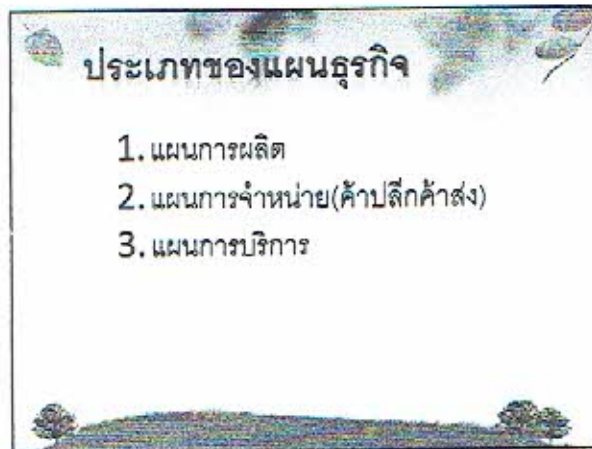 ประเภทของแผนธุรกิจ
1. แผนการผลิต
2. แผนการจำหน่าย(ค้าปลีกค้าส่ง)
3. แผนการบริการ